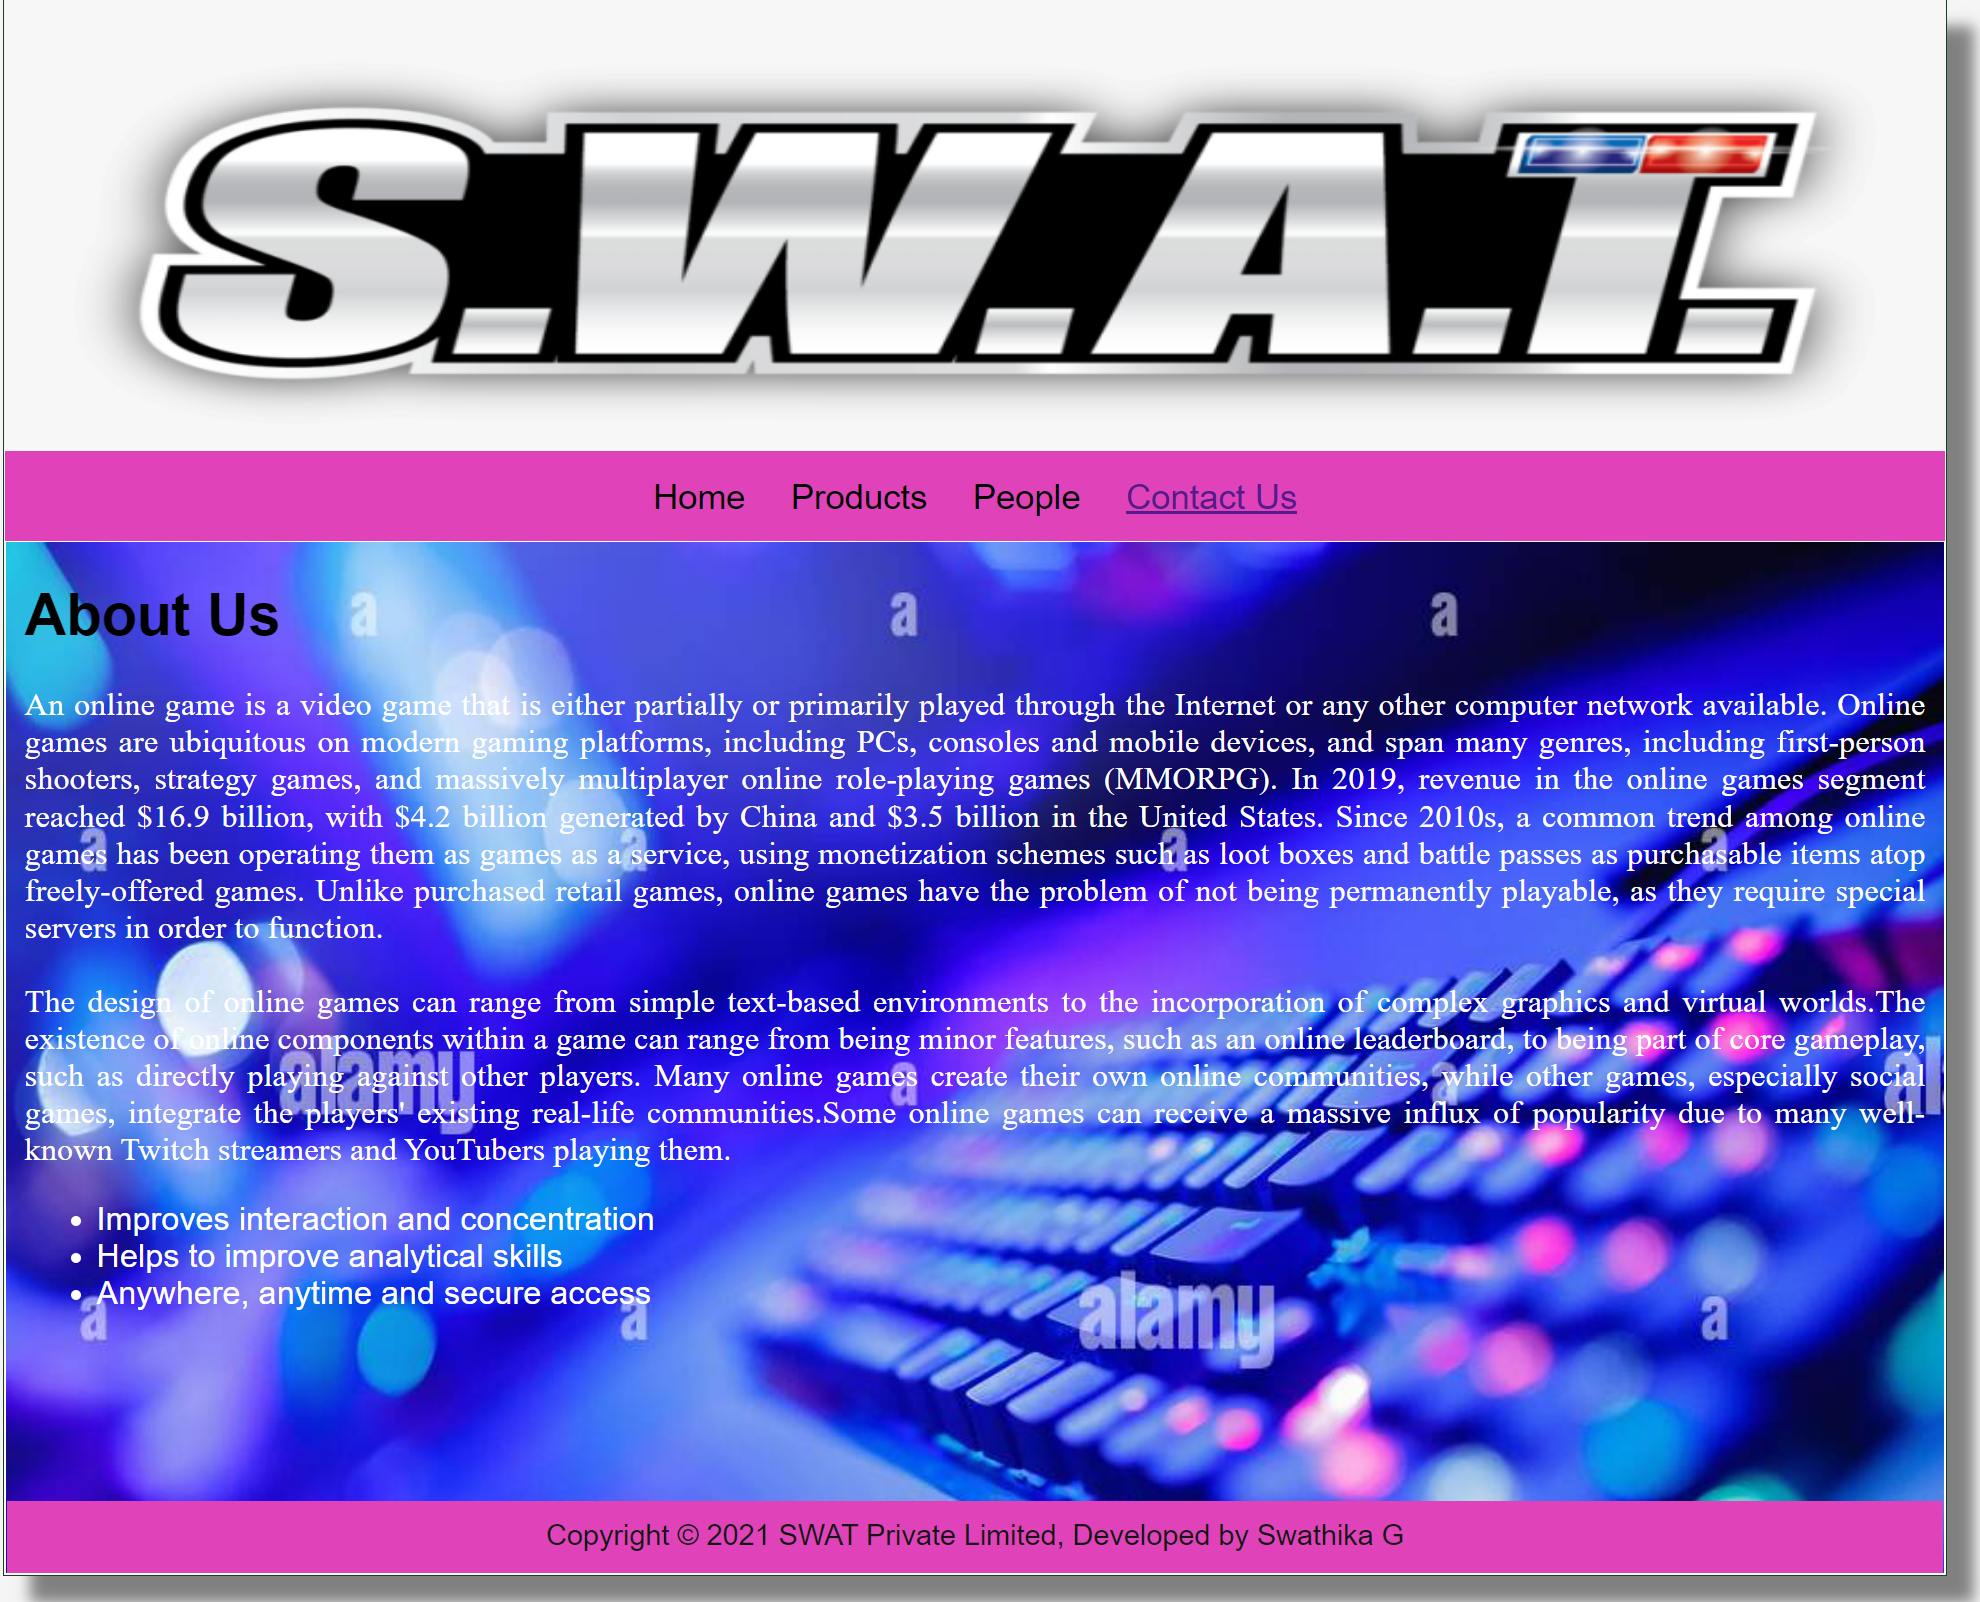 S.W.A.T.
Home Products People Contact Us
About Us
a a a
An online game is a video game that is either partially or primarily played through the Internet or any other computer network available. Online
games are ubiquitous on modern gaming platforms, including PCs, consoles and mobile devices, and span many genres, including first-person
shooters, strategy games, and massively multiplayer online role-playing games (MMORPG). In 2019, revenue in the online games segment
reached $16.9 billion, with $4.2 billion generated by China and $3.5 billion in the United States. Since 2010s, a common trend among online
games has been operating them as games as a service, using monetization schemes such as loot boxes and battle passes as purchasable items atop
freely-offered games. Unlike purchased retail games, online games have the problem of not being permanently playable, as they require special
servers in order to function.
a a a a
The design of online games can range from simple text-based environments to the incorporation of complex graphics and virtual worlds.The
existence of online components within a game can range from being minor features, such as an online leaderboard, to being part of core gameplay,
such as directly playing against other players. Many online games create their own online communities, while other games, especially social
games, integrate the players' existing real-life communities.Some online games can receive a massive influx of popularity due to many well-
known Twitch streamers and YouTubers playing them.
alamy a a al
Improves interaction and concentration
Helps to improve analytical skills
Anywhere, anytime and secure access
a a alamy a
Copyright © 2021 SWAT Private Limited, Developed by Swathika G